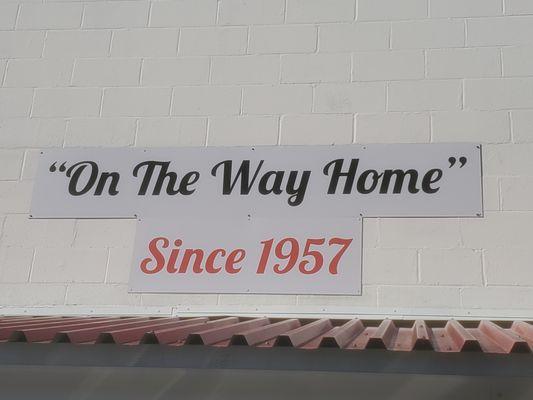 “On The Way Home”
Since 1957